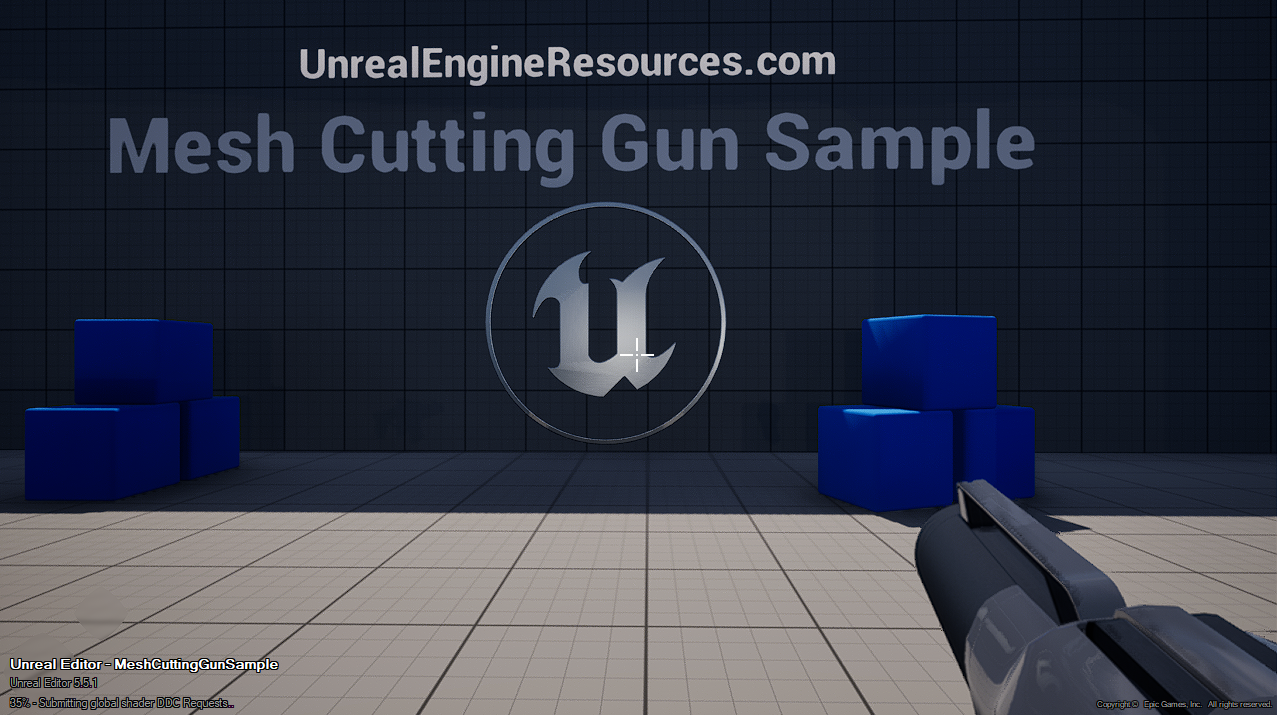 UnrealEngineResources.com
Mesh Cutting Gun Sample
Unreal Editor - MeshCuttingGunSample
Unreal Editor 5.5.1
35% - Submitting global shader DDC Requests...
Copyright © Epic Games, Inc. All rights reserved.